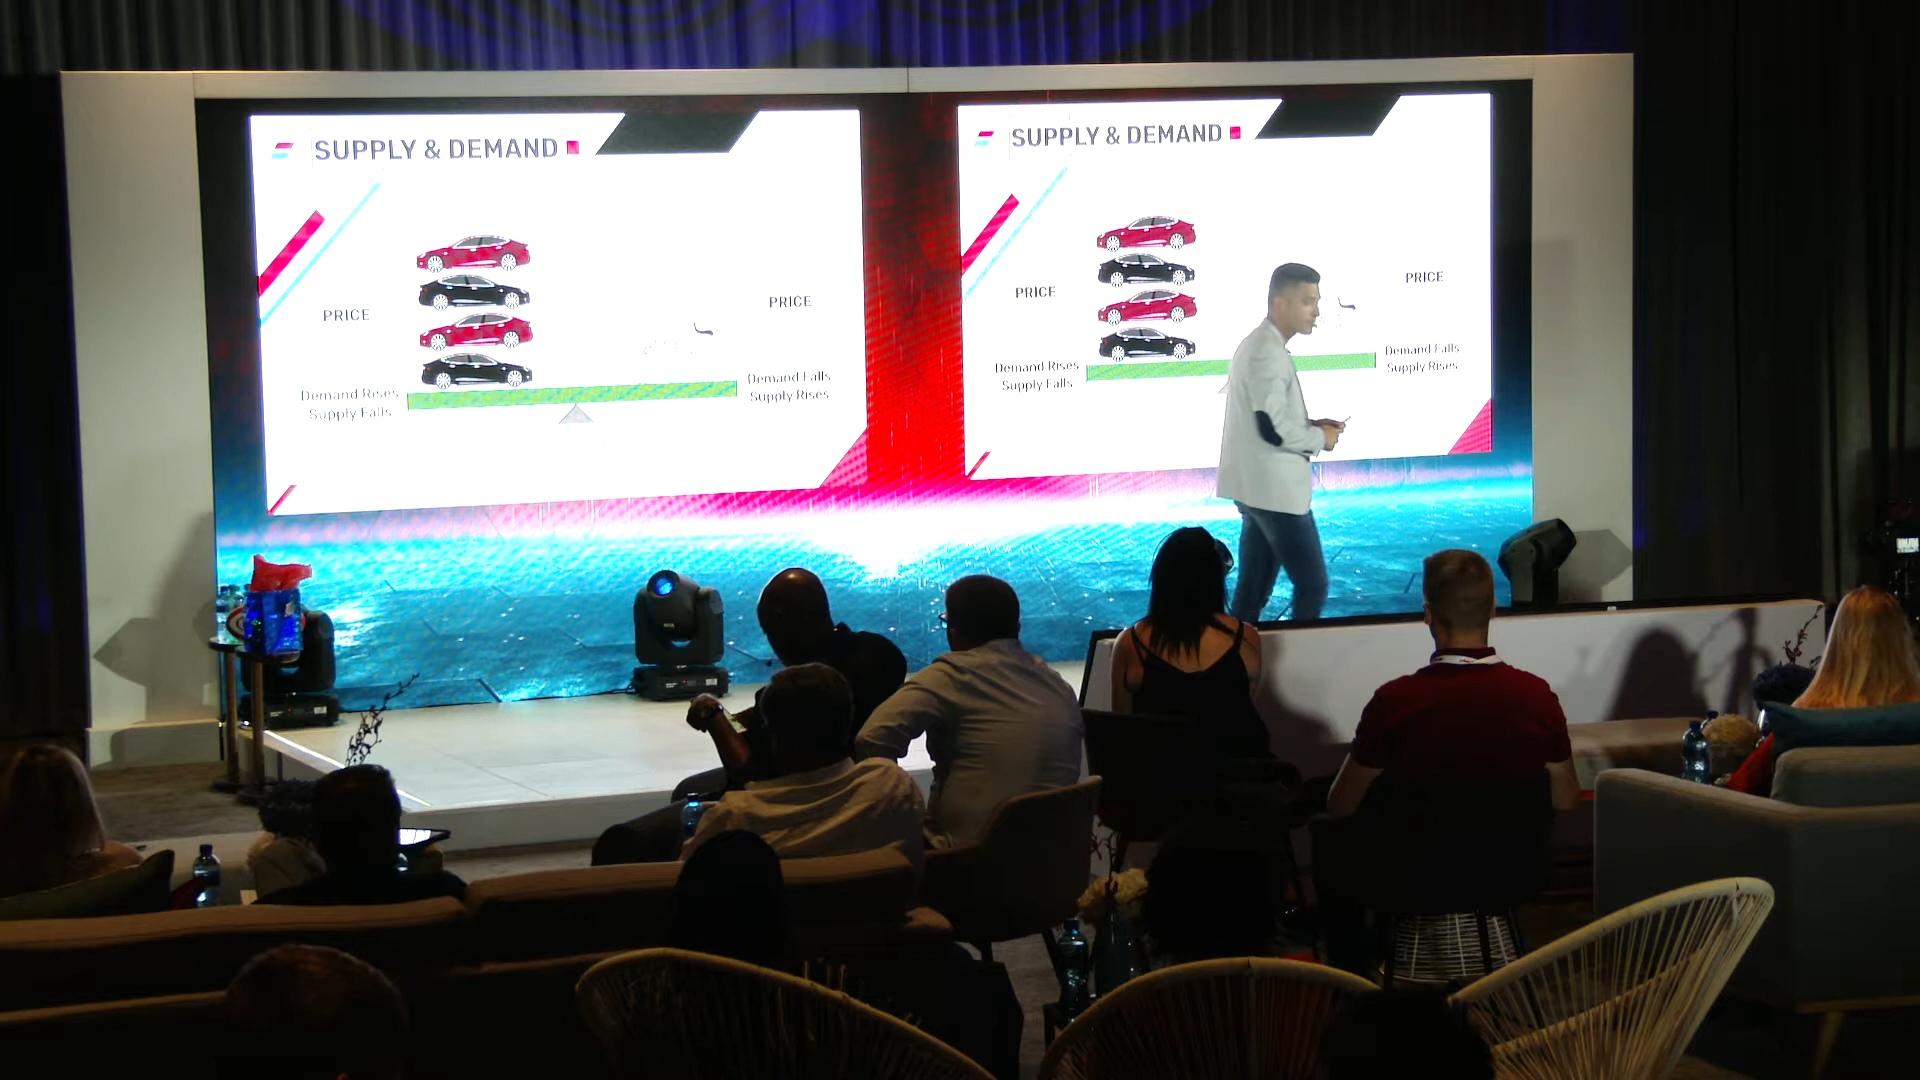 SUPPLY & DEMAND
PRICE
PRICE
Demand Rises
Supply Falls
Demand Falls
Supply Rises
SUPPLY & DEMAND
PRICE
PRICE
Demand Rises
Supply Falls
Demand Falls
Supply Rises